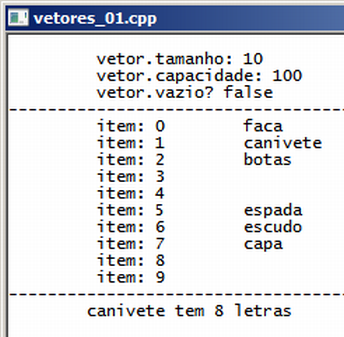 vetores_01.cpp
vetor.tamanho: 10
vetor.capacidade: 100
vetor.vazio? false
item: 0 faca
item: 1 canivete
item: 2 botas
item: 3
item: 4
item: 5 espada
item: 6 escudo
item: 7 capa
item: 8
item: 9
canivete tem 8 letras